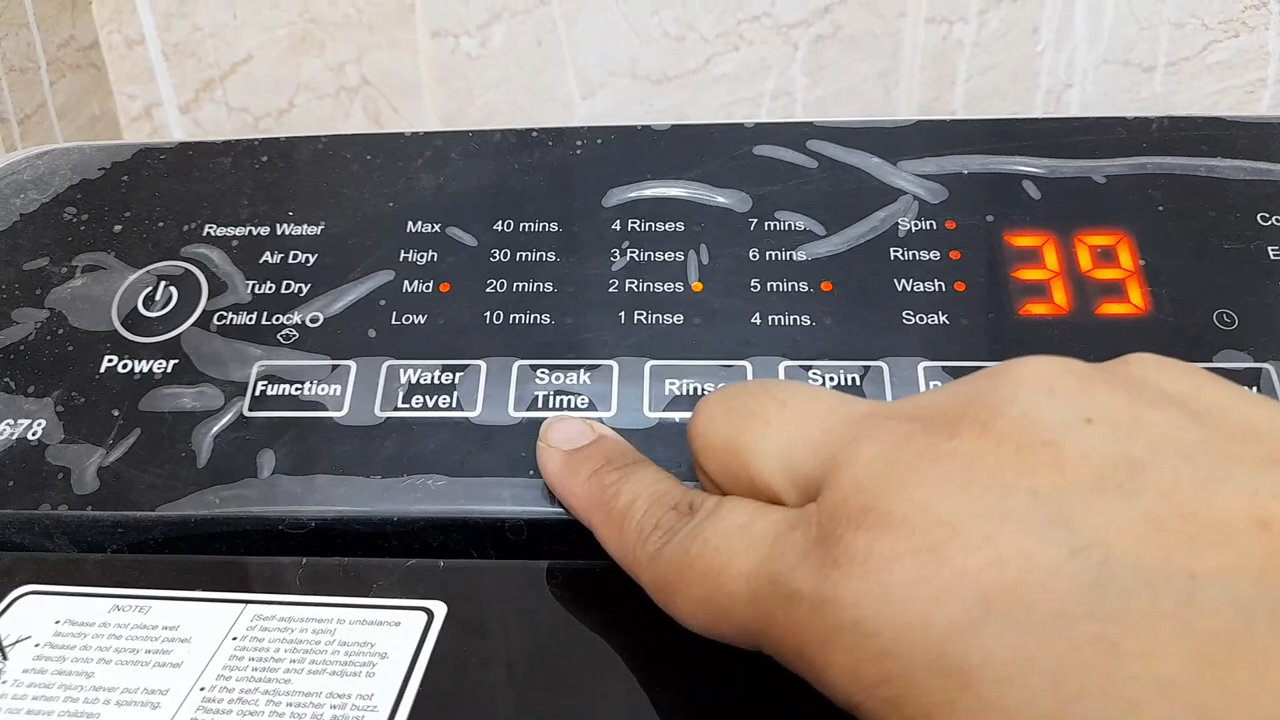 Reserve Water
Air Dry
Tub Dry
Child Lock
Power
Max
High
Mid
Low
40 mins.
30 mins.
20 mins.
10 mins.
4 Rinses
3 Rinses
2 Rinses
1 Rinse
7 mins.
6 mins.
5 mins.
4 mins.
Spin
Rinse
Wash
Soak
39
Function
Water
Level
Soak
Time
Rins
Spin
678
[NOTE]
• Please do not place wet
laundry on the control panel.
• Please do not spray water
directly onto the control panel
while cleaning.
• To avoid injury,never put hand
in tub when the tub is spinning.
not leave children
[Self-adjustment to unbalance
of laundry in spin]
• If the unbalance of laundry
causes a vibration in spinning,
the washer will automatically
input water and self-adjust to
the unbalance.
• If the self-adjustment does not
take effect, the washer will buzz.
Please open the top lid, adjust